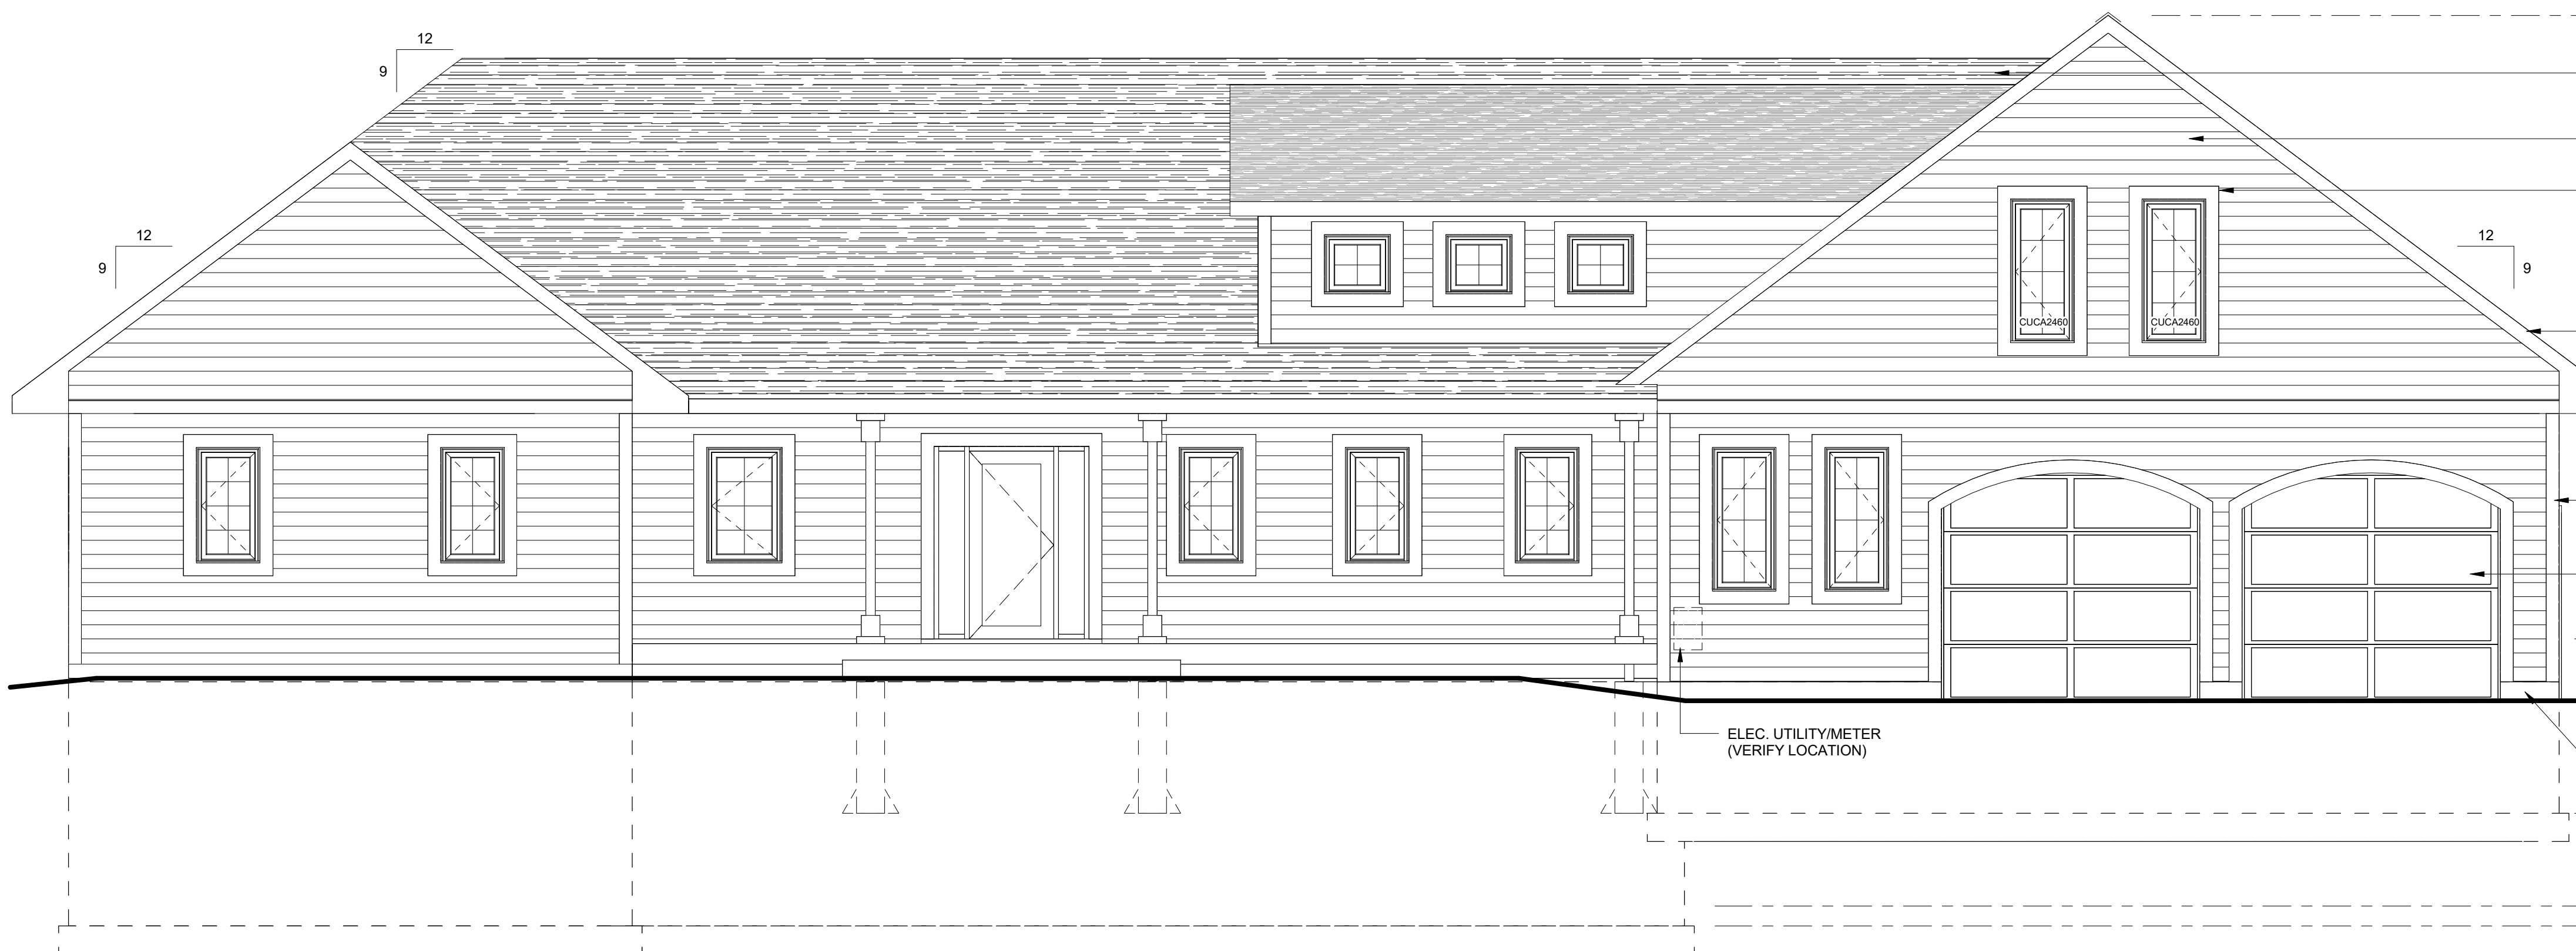 12
9
12
9
12
9
CUCA2460
CUCA2460
ELEC. UTILITY/METER
(VERIFY LOCATION)